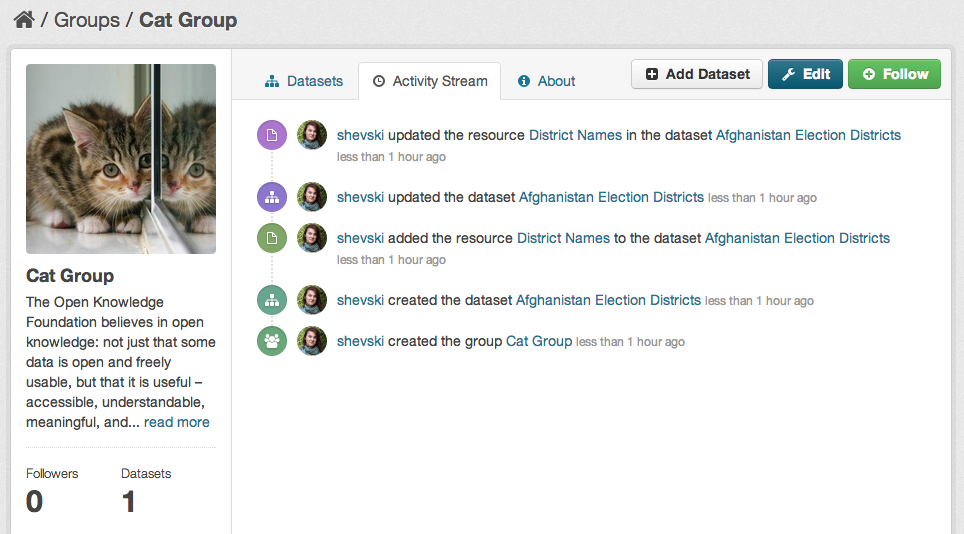 / Groups / Cat Group
Datasets
Activity Stream
About
Add Dataset
Edit
Follow
shevski updated the resource District Names in the dataset Afghanistan Election Districts
less than 1 hour ago
shevski updated the dataset Afghanistan Election Districts less than 1 hour ago
shevski added the resource District Names to the dataset Afghanistan Election Districts
less than 1 hour ago
shevski created the dataset Afghanistan Election Districts less than 1 hour ago
shevski created the group Cat Group less than 1 hour ago
Cat Group
The Open Knowledge
Foundation believes in open
knowledge: not just that some
data is open and freely
usable, but that it is useful –
accessible, understandable,
meaningful, and... read more
Followers
0
Datasets
1